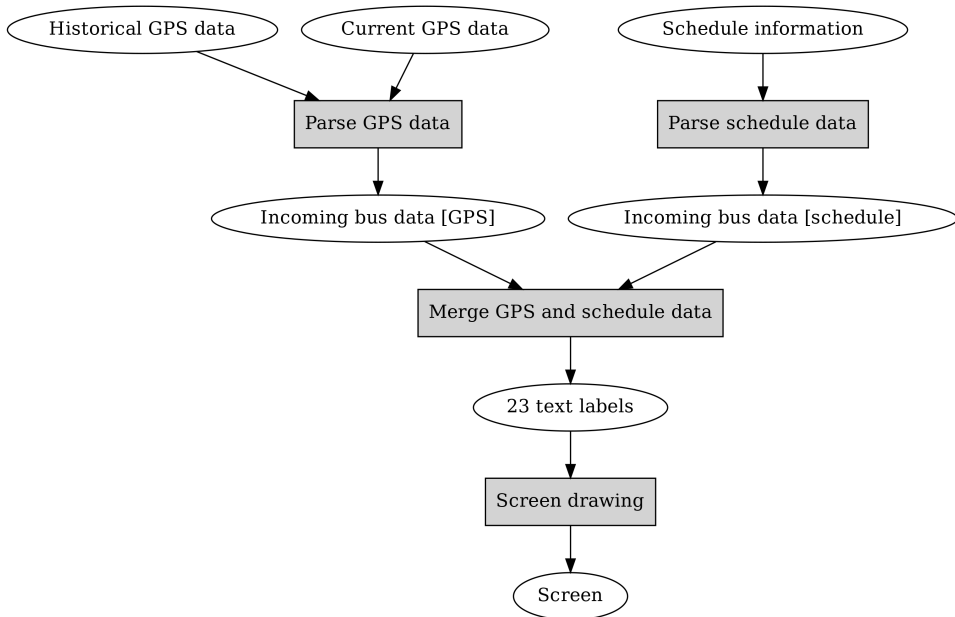 Historical GPS data
Current GPS data
Schedule information
Parse GPS data
Parse schedule data
Incoming bus data [GPS]
Incoming bus data [schedule]
Merge GPS and schedule data
23 text labels
Screen drawing
Screen